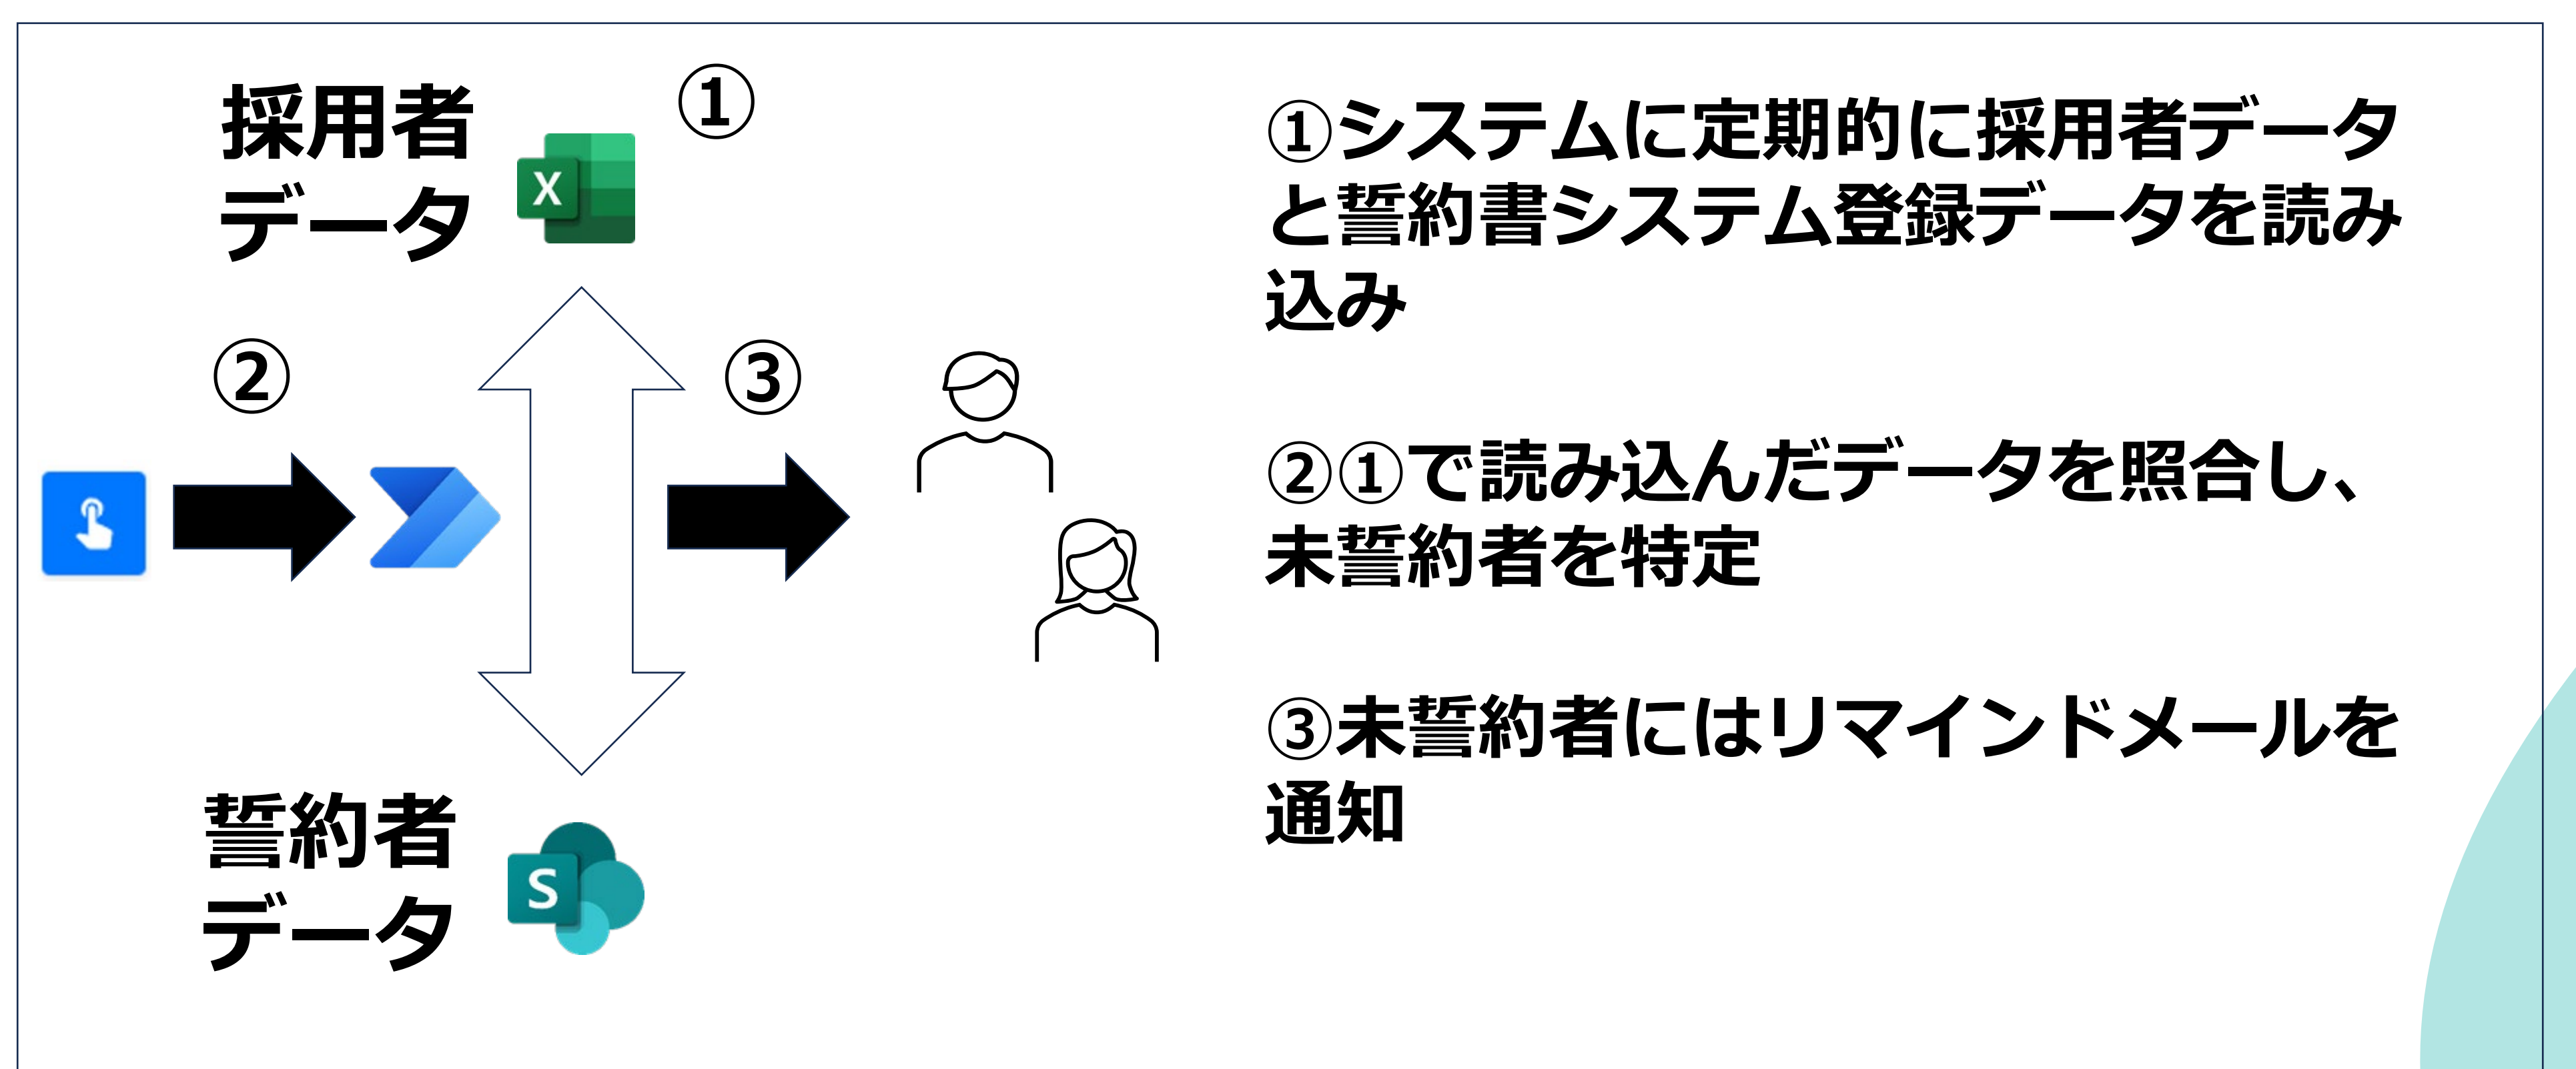 採用者
データ
①
X
②
③
誓約者
データ
S
①システムに定期的に採用者データ
と誓約書システム登録データを読み
込み
②①で読み込んだデータを照合し、
未誓約者を特定
③未誓約者にはリマインドメールを
通知